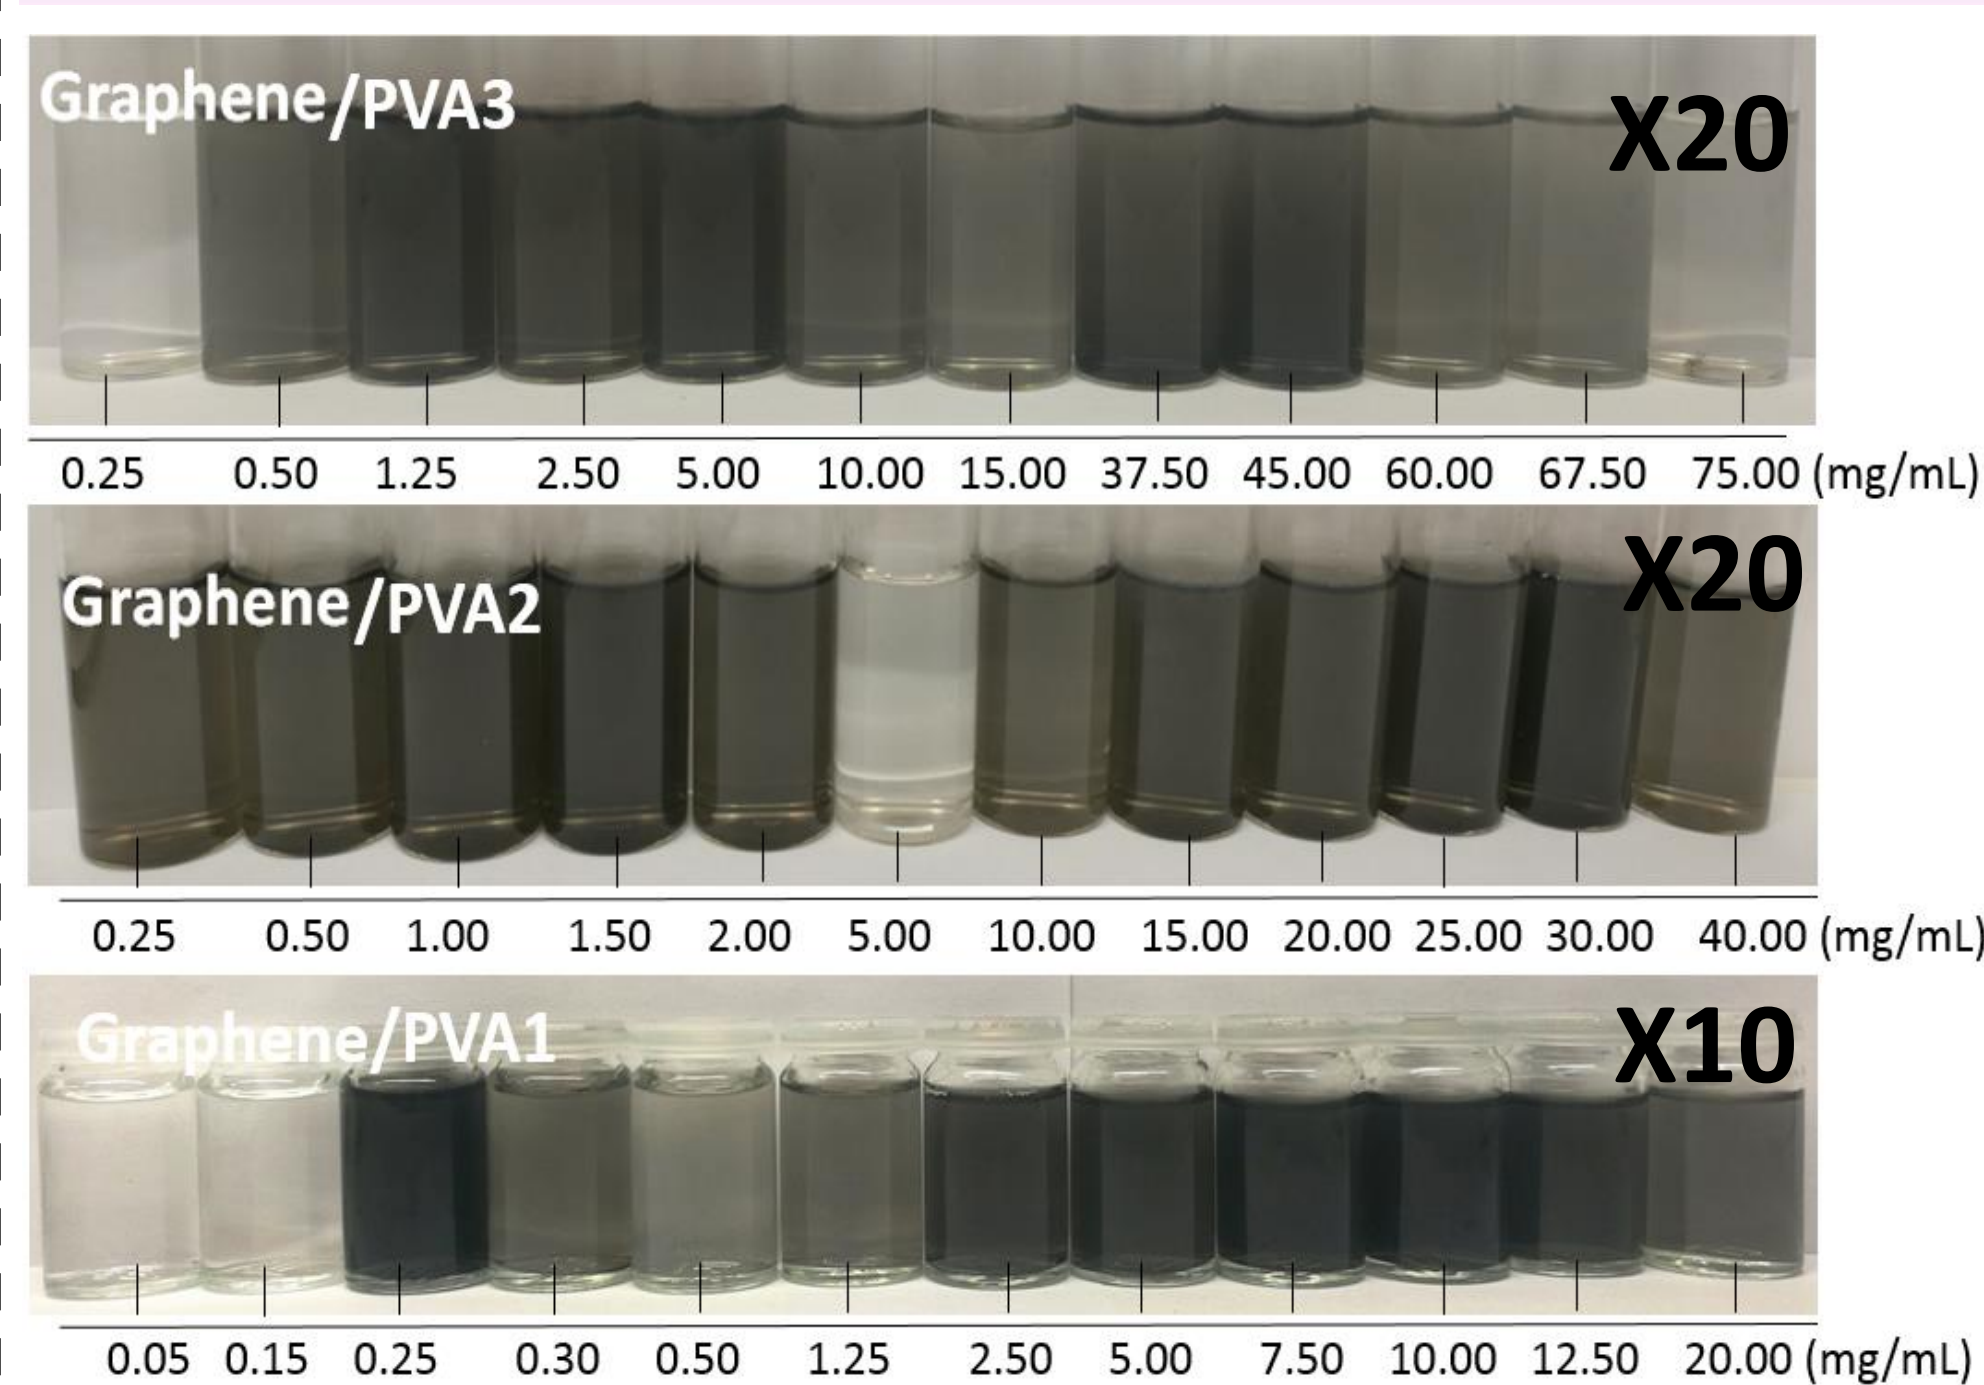 Graphene/PVA3 X20
0.25 0.50 1.25 2.50 5.00 10.00 15.00 37.50 45.00 60.00 67.50 75.00 (mg/mL)
Graphene/PVA2 X20
0.25 0.50 1.00 1.50 2.00 5.00 10.00 15.00 20.00 25.00 30.00 40.00 (mg/mL)
Graphene/PVA1 X10
0.05 0.15 0.25 0.30 0.50 1.25 2.50 5.00 7.50 10.00 12.50 20.00 (mg/mL)